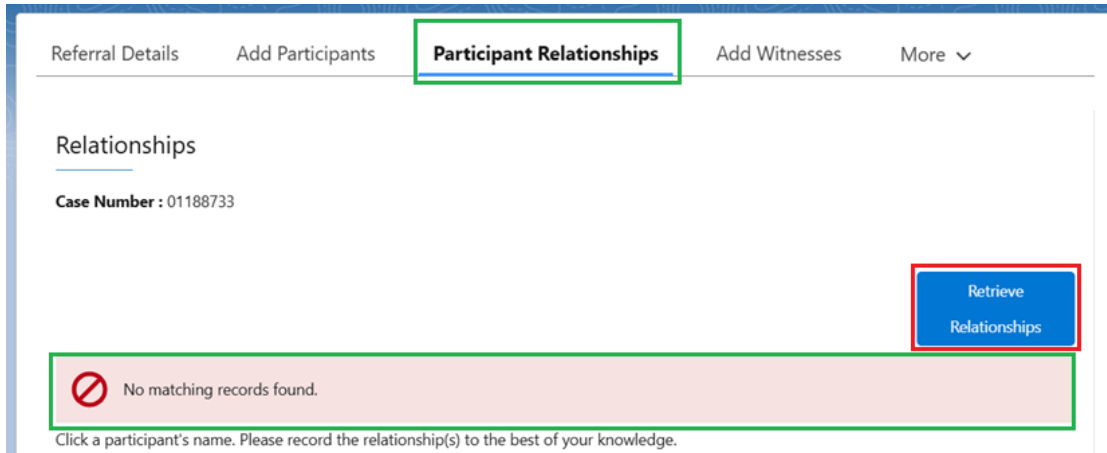 Referral Details Add Participants Participant Relationships Add Witnesses More
Relationships
Case Number : 01188733
Retrieve
Relationships
No matching records found.
Click a participant's name. Please record the relationship(s) to the best of your knowledge.